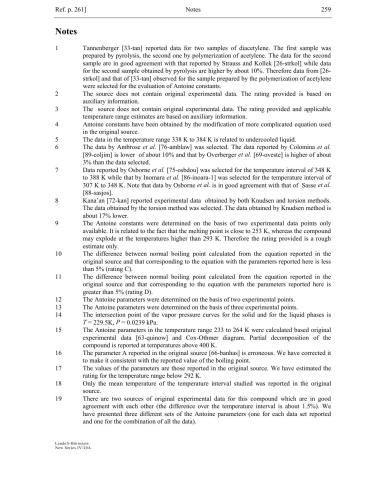 Ref. p. 261]
Notes
259
Notes
1 Tannenberger [33-tan] reported data for two samples of diacetylene. The first sample was
prepared by pyrolysis, the second one by polymerization of acetylene. The data for the second
sample are in good agreement with that reported by Strauss and Kollek [26-strkol] while data
for the second sample obtained by pyrolysis are higher by about 10%. Therefore data from [26-
strkol] and that of [33-tan] observed for the sample prepared by the polymerization of acetylene
were selected for the evaluation of Antoine constants.
2 The source does not contain original experimental data. The rating provided is based on
auxiliary information.
3 The source does not contain original experimental data. The rating provided and applicable
temperature range estimates are based on auxiliary information.
4 Antoine constants have been obtained by the modification of more complicated equation used
in the original source.
5 The data in the temperature range 338 K to 384 K is related to undercooled liquid.
6 The data by Ambrose et al. [76-amblaw] was selected. The data reported by Colomina et al.
[89-coljim] is lower of about 10% and that by Overberger et al. [69-oveste] is higher of about
3% than the data selected.
7 Data reported by Osborne et al. [75-osbdou] was selected for the temperature interval of 348 K
to 388 K while that by Inomara et al. [86-inoara-1] was selected for the temperature interval of
307 K to 348 K. Note that data by Osborne et al. is in good agreement with that of Sasse et al.
[88-sasjos].
8 Kana'an [72-kan] reported experimental data obtained by both Knudsen and torsion methods.
The data obtained by the torsion method was selected. The data obtained by Knudsen method is
about 17% lower.
9 The Antoine constants were determined on the basis of two experimental data points only
available. It is related to the fact that the melting point is close to 253 K, whereas the compound
may explode at the temperatures higher than 293 K. Therefore the rating provided is a rough
estimate only.
10 The difference between normal boiling point calculated from the equation reported in the
original source and that corresponding to the equation with the parameters reported here is less
than 5% (rating C).
11 The difference between normal boiling point calculated from the equation reported in the
original source and that corresponding to the equation with the parameters reported here is
greater than 5% (rating D).
12 The Antoine parameters were determined on the basis of two experimental points.
13 The Antoine parameters were determined on the basis of three experimental points.
14 The intersection point of the vapor pressure curves for the solid and for the liquid phases is
T = 229.5K, P = 0.0239 kPa.
15 The Antoine parameters in the temperature range 233 to 264 K were calculated based original
experimental data [63-quinow] and Cox-Othmer diagram. Partial decomposition of the
compound is reported at temperatures above 400 K.
16 The parameter A reported in the original source [66-bankus] is erroneous. We have corrected it
to make it consistent with the reported value of the boiling point.
17 The values of the parameters are those reported in the original source. We have estimated the
rating for the temperature range below 292 K.
18 Only the mean temperature of the temperature interval studied was reported in the original
source.
19 There are two sources of original experimental data for this compound which are in good
agreement with each other (the difference over the temperature interval is about 1.5%). We
have presented three different sets of the Antoine parameters (one for each data set reported
and one for the combination of all the data).
Landolt-Börnstein
New Series IV/20A